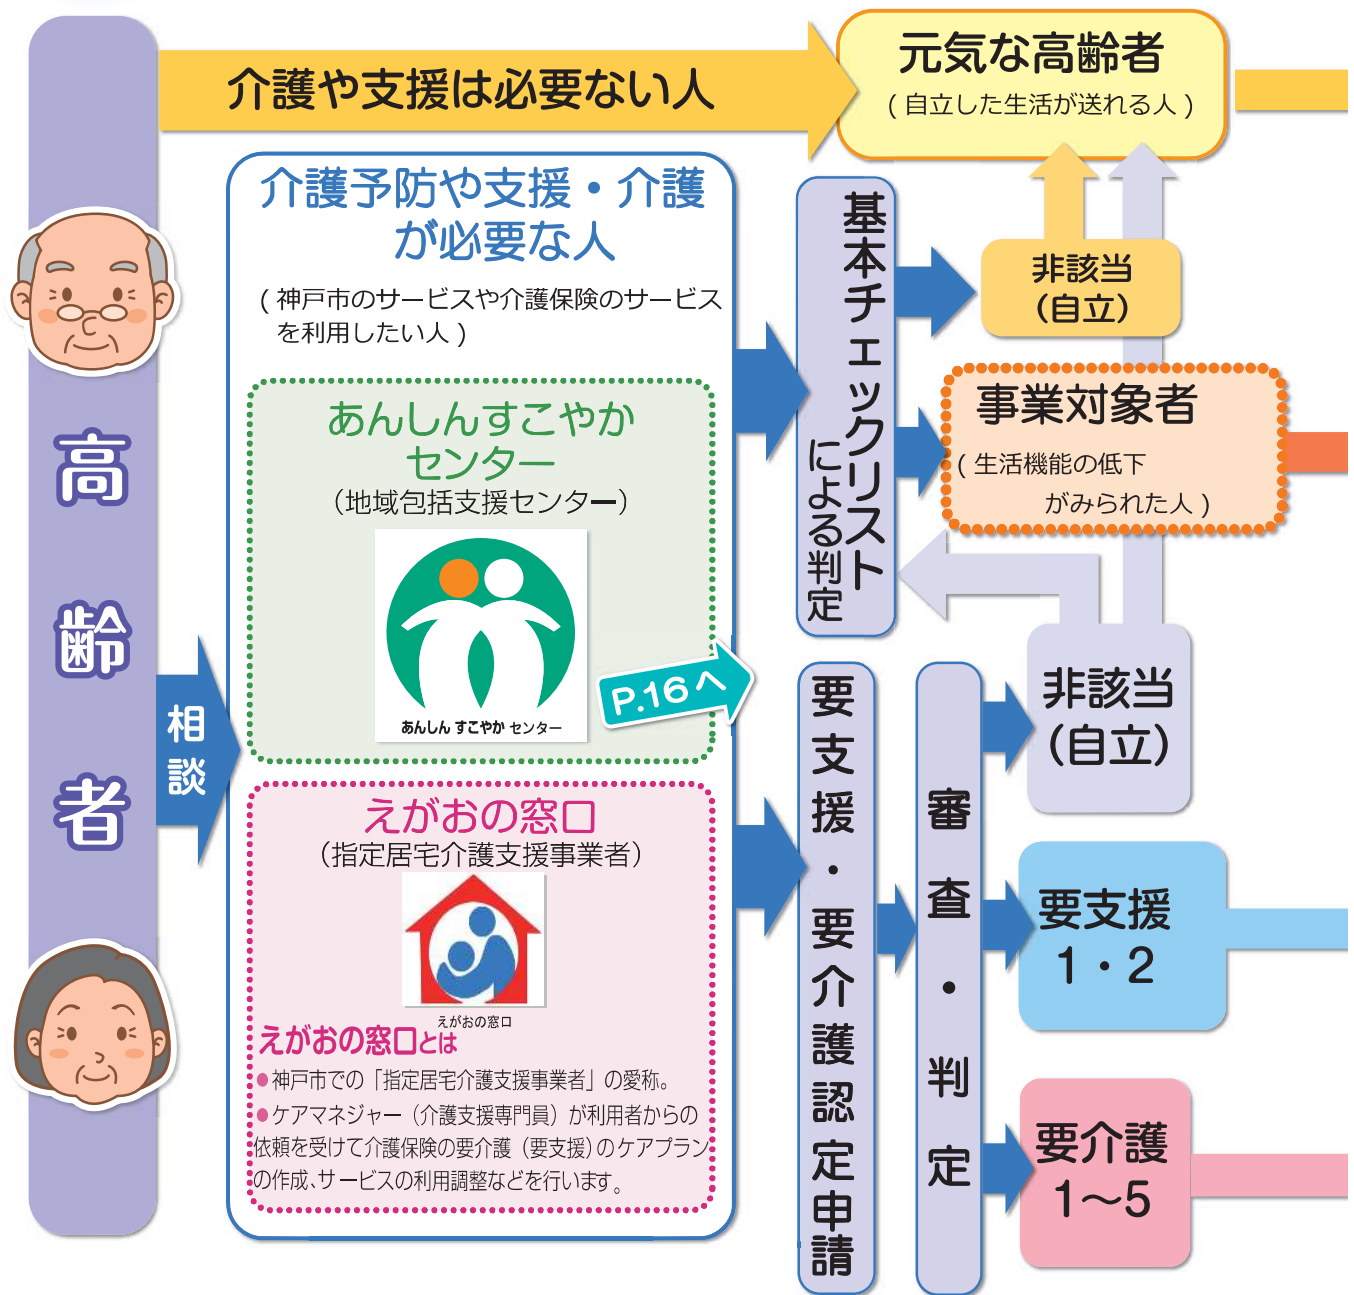 高齢者
介護や支援は必要ない人
元気な高齢者
(自立した生活が送れる人)
相談
介護予防や支援・介護
が必要な人
(神戸市のサービスや介護保険のサービス
を利用したい人)
あんしんすこやか
センター
（地域包括支援センター）
あんしん すこやか センター
P.16へ
えがおの窓口
（指定居宅介護支援事業者）
えがおの窓口
えがおの窓口とは
●神戸市での「指定居宅介護支援事業者」の愛称。
●ケアマネジャー（介護支援専門員）が利用者からの
依頼を受けて介護保険の要介護（要支援）のケアプラン
の作成、サービスの利用調整などを行います。
基本チェックリスト
による判定
非該当
（自立）
事業対象者
(生活機能の低下
がみられた人)
要支援・要介護認定申請
審査・判定
非該当
（自立）
要支援
1・2
要介護
1～5